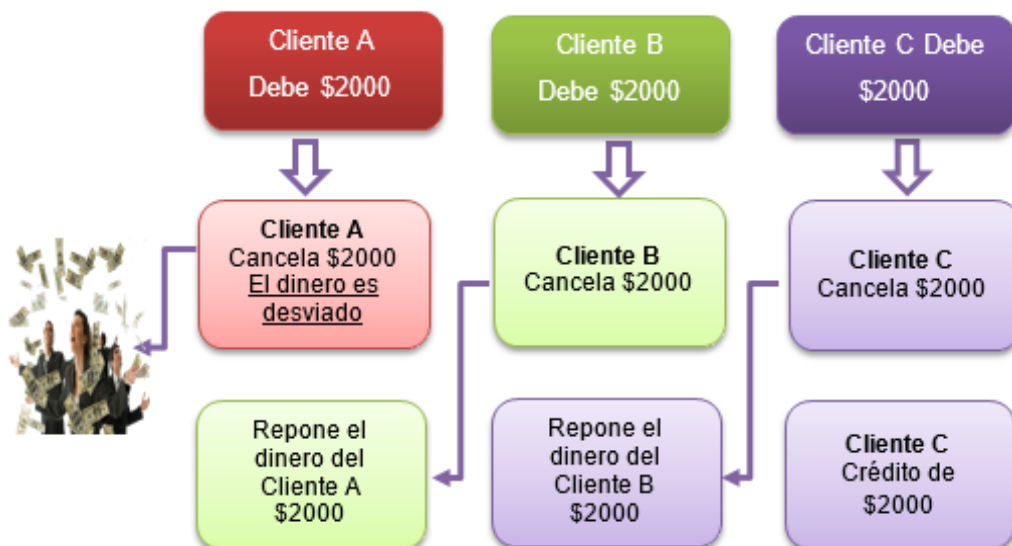 Cliente A
Debe $2000
Cliente B
Debe $2000
Cliente C Debe
$2000
Cliente A
Cancela $2000
El dinero es
desviado
Cliente B
Cancela $2000
Cliente C
Cancela $2000
Repone el
dinero del
Cliente A
$2000
Repone el
dinero del
Cliente B
$2000
Cliente C
Crédito de
$2000